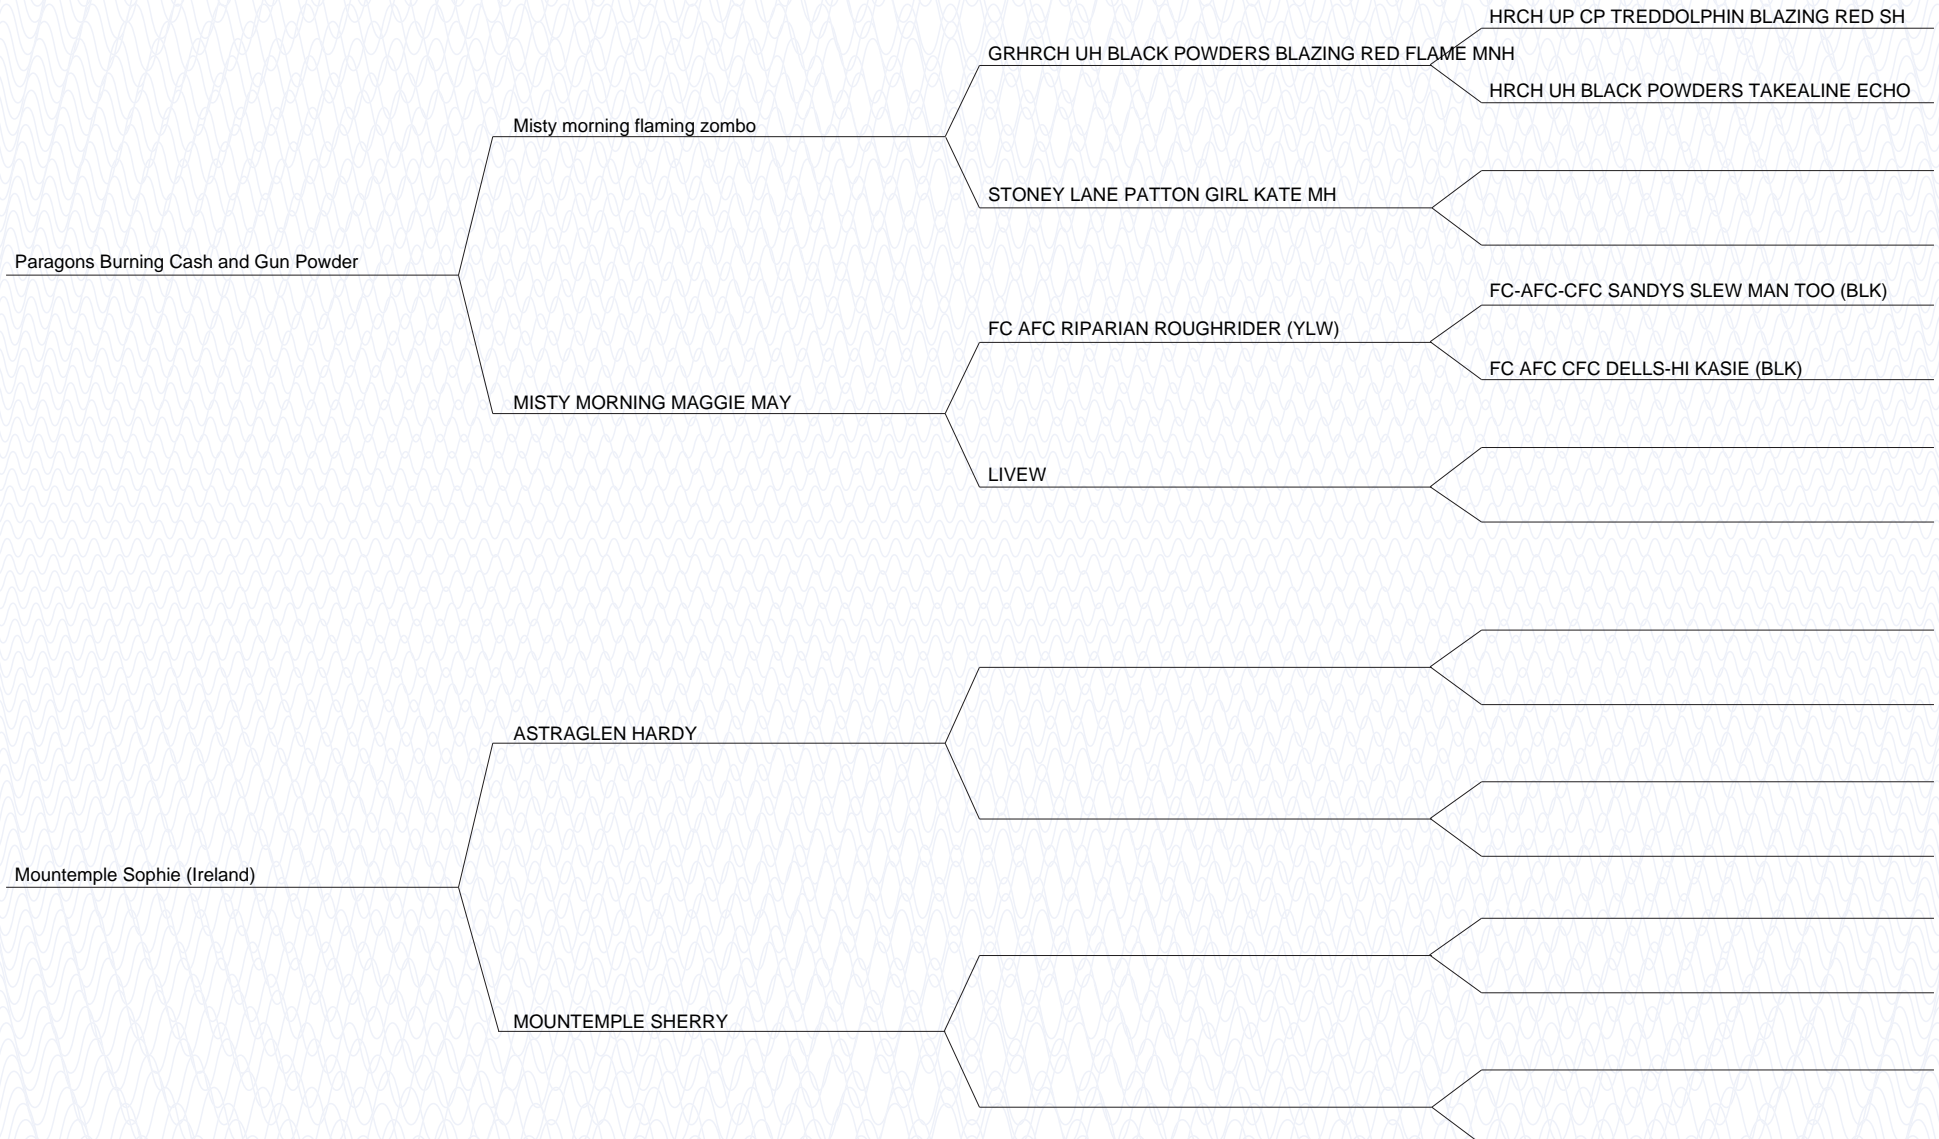 HRCH UP CP TREDDOLPHIN BLAZING RED SH
GRHRCH UH BLACK POWDERS BLAZING RED FLAME MNH
HRCH UH BLACK POWDERS TAKEALINE ECHO
Misty morning flaming zombo
STONEY LANE PATTON GIRL KATE MH
Paragons Burning Cash and Gun Powder
FC-AFC-CFC SANDYS SLEW MAN TOO (BLK)
FC AFC RIPARIAN ROUGHRIDER (YLW)
FC AFC CFC DELLS-HI KASIE (BLK)
MISTY MORNING MAGGIE MAY
LIVEW
ASTRAGLEN HARDY
Mountemple Sophie (Ireland)
MOUNTEMPLE SHERRY